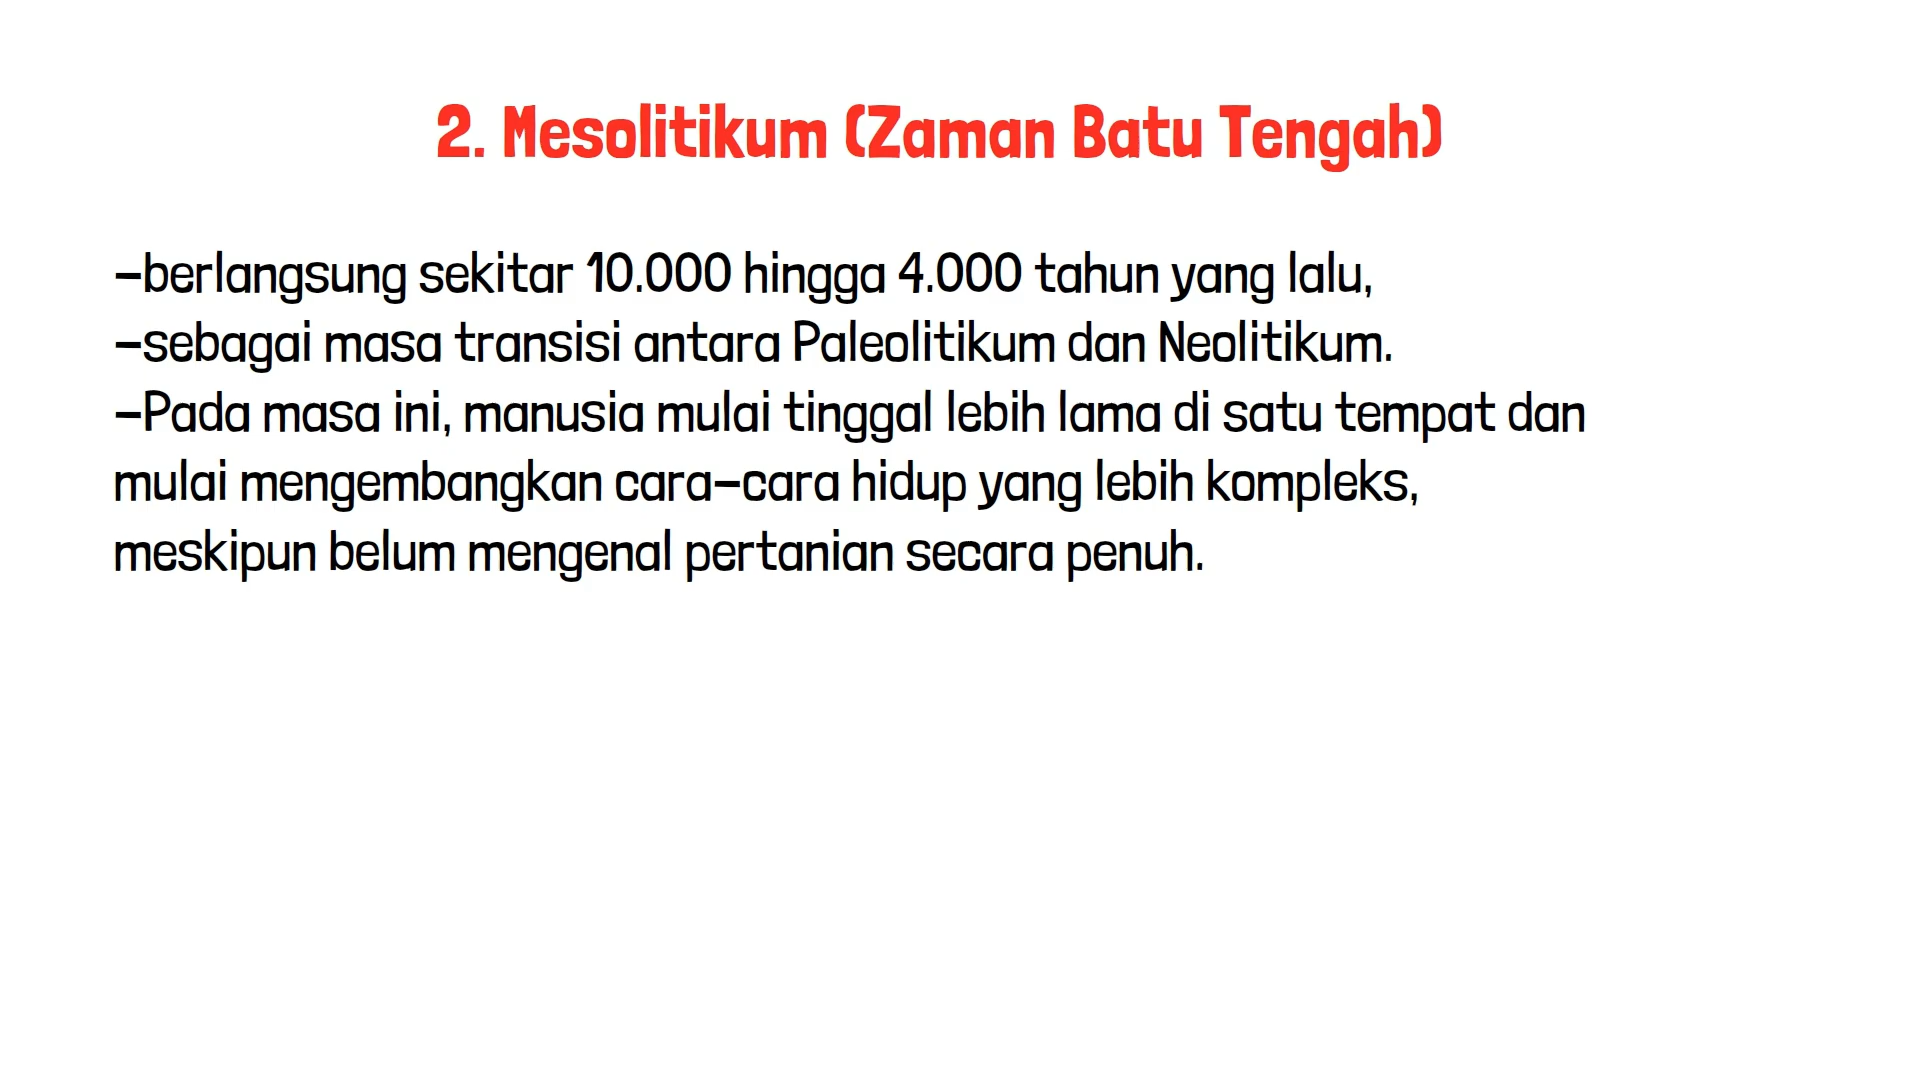 2. Mesolitikum (Zaman Batu Tengah)
-berlangsung sekitar 10.000 hingga 4.000 tahun yang lalu,
-sebagai masa transisi antara Paleolitikum dan Neolitikum.
-Pada masa ini, manusia mulai tinggal lebih lama di satu tempat dan
mulai mengembangkan cara-cara hidup yang lebih kompleks,
meskipun belum mengenal pertanian secara penuh.